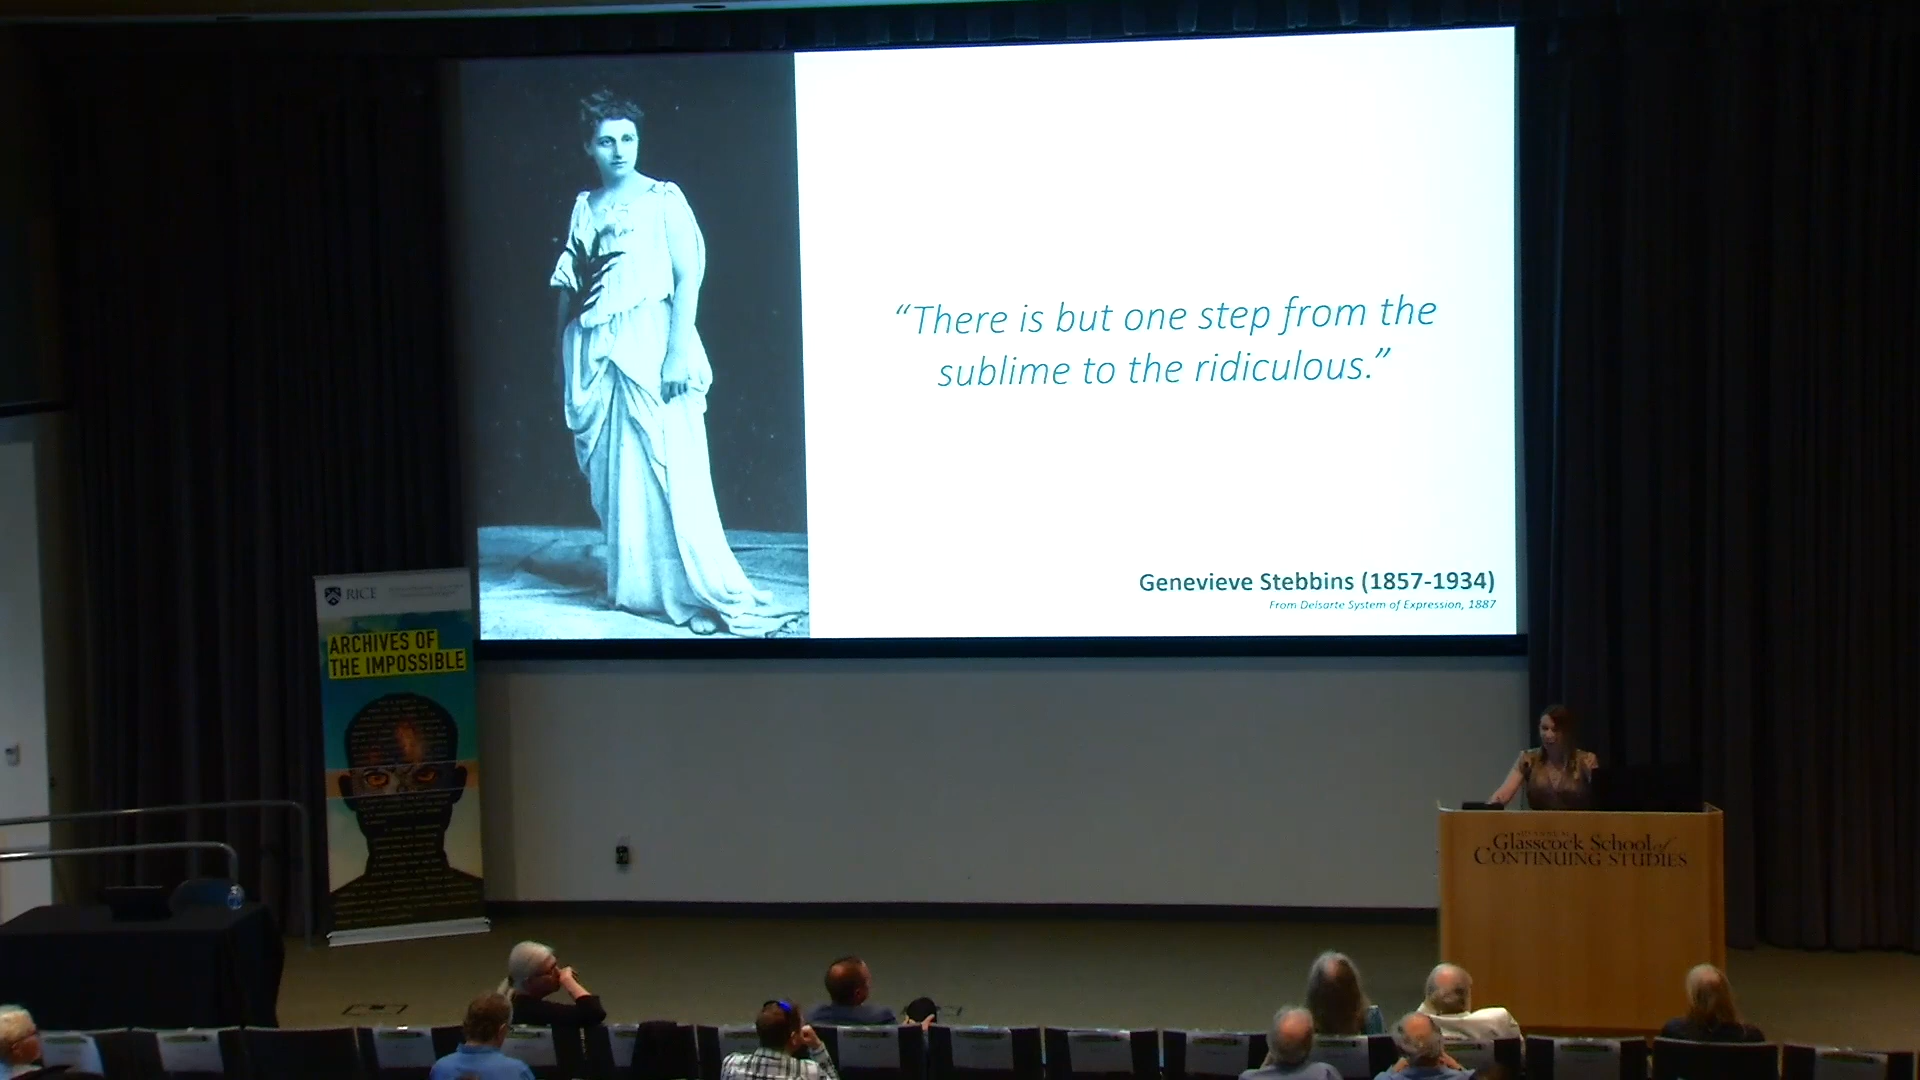 “There is but one step from the
sublime to the ridiculous.”
Genevieve Stebbins (1857-1934)
From Delsarte System of Expression, 1887
RICE
ARCHIVES OF
THE IMPOSSIBLE
Glasscock School of
CONTINUING STUDIES